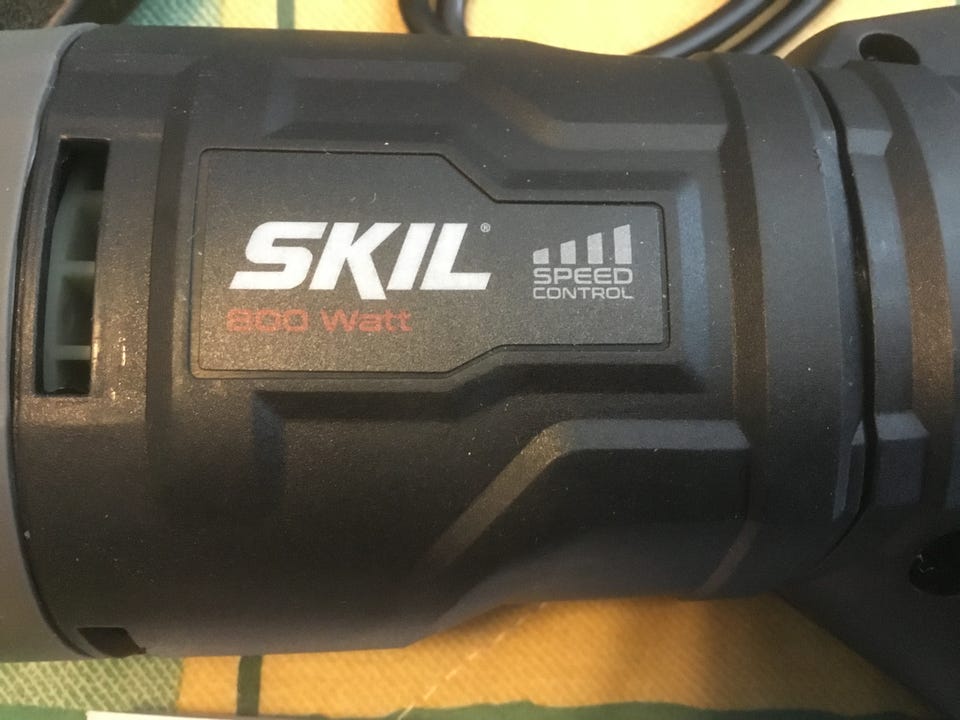 SKIL®
800 Watt
SPEED
CONTROL